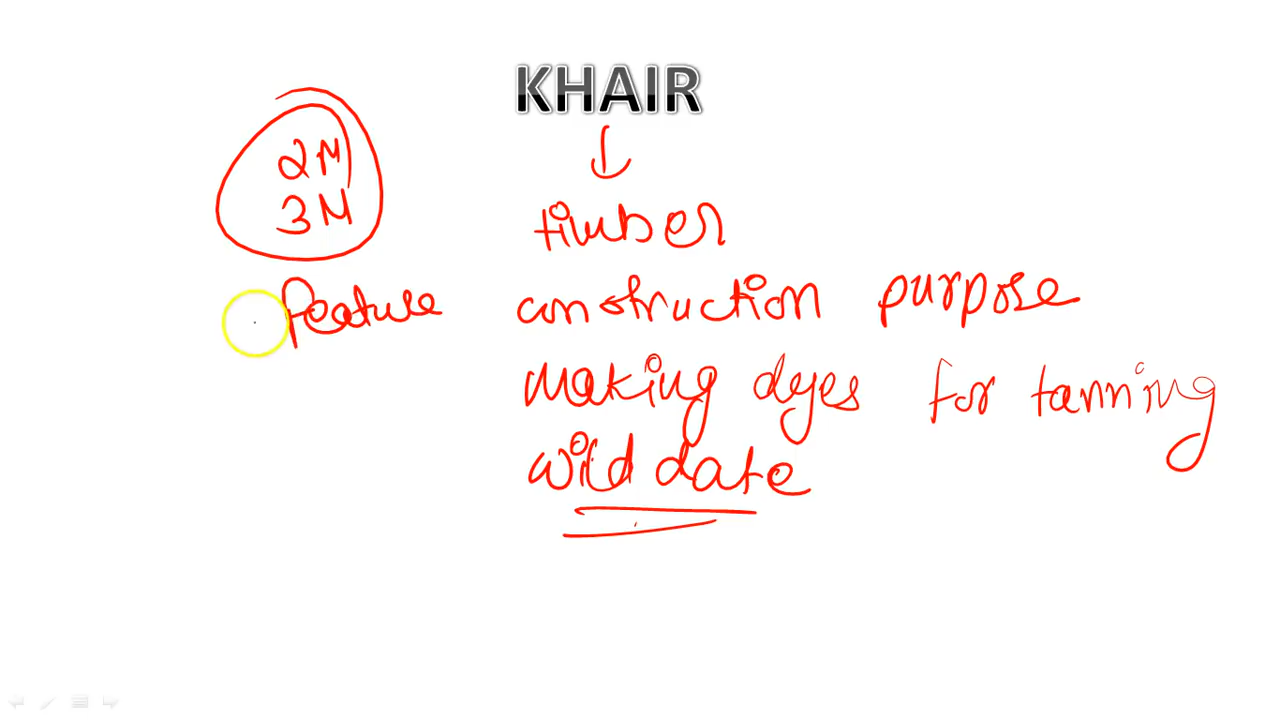 KHAIR
2M
3M
feature
timber
construction purpose
making dyes for tanning
wild date